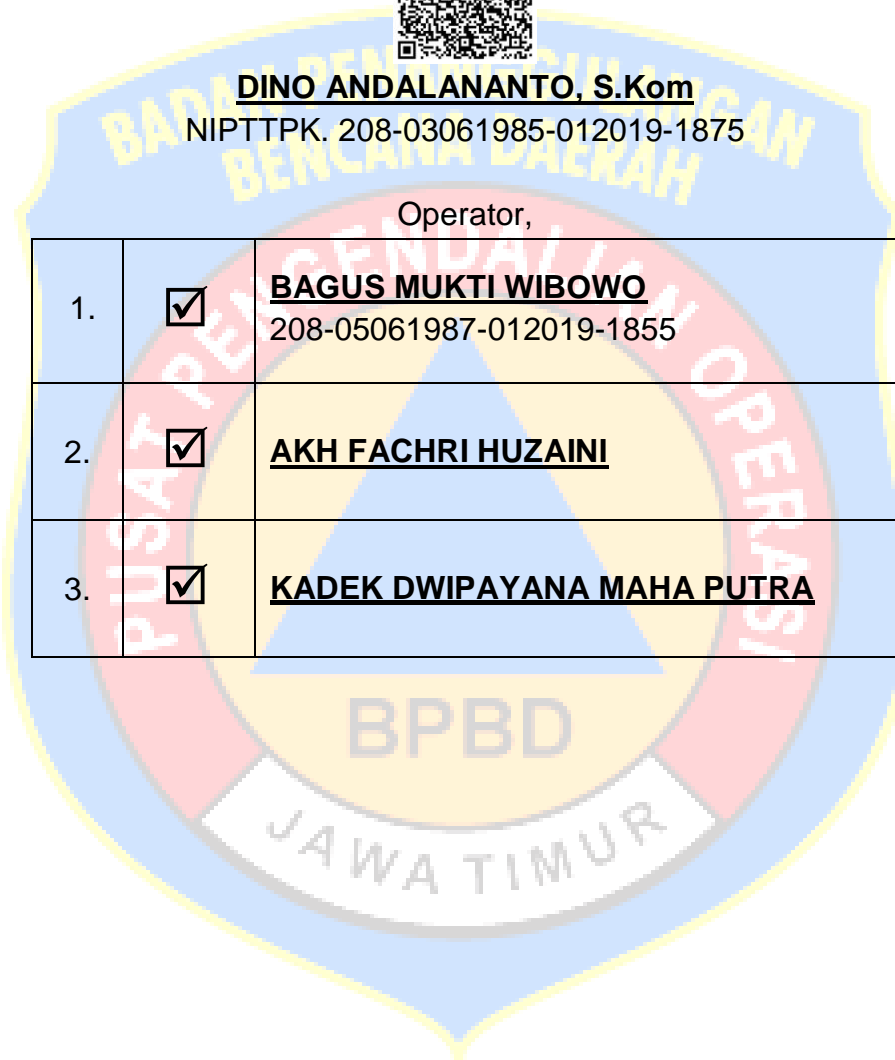 DINO ANDALANANTO, S.Kom
NIPTTPK. 208-03061985-012019-1875
Operator,
1. ☑ BAGUS MUKTI WIBOWO
208-05061987-012019-1855
2. ☑ AKH FACHRI HUZAINI
3. ☑ KADEK DWIPAYANA MAHA PUTRA
BADAN PENANGGULANGAN
BENCANA DAERAH
PUSAT PENGENDALIAN OPERASI
BPBD
JAWA TIMUR